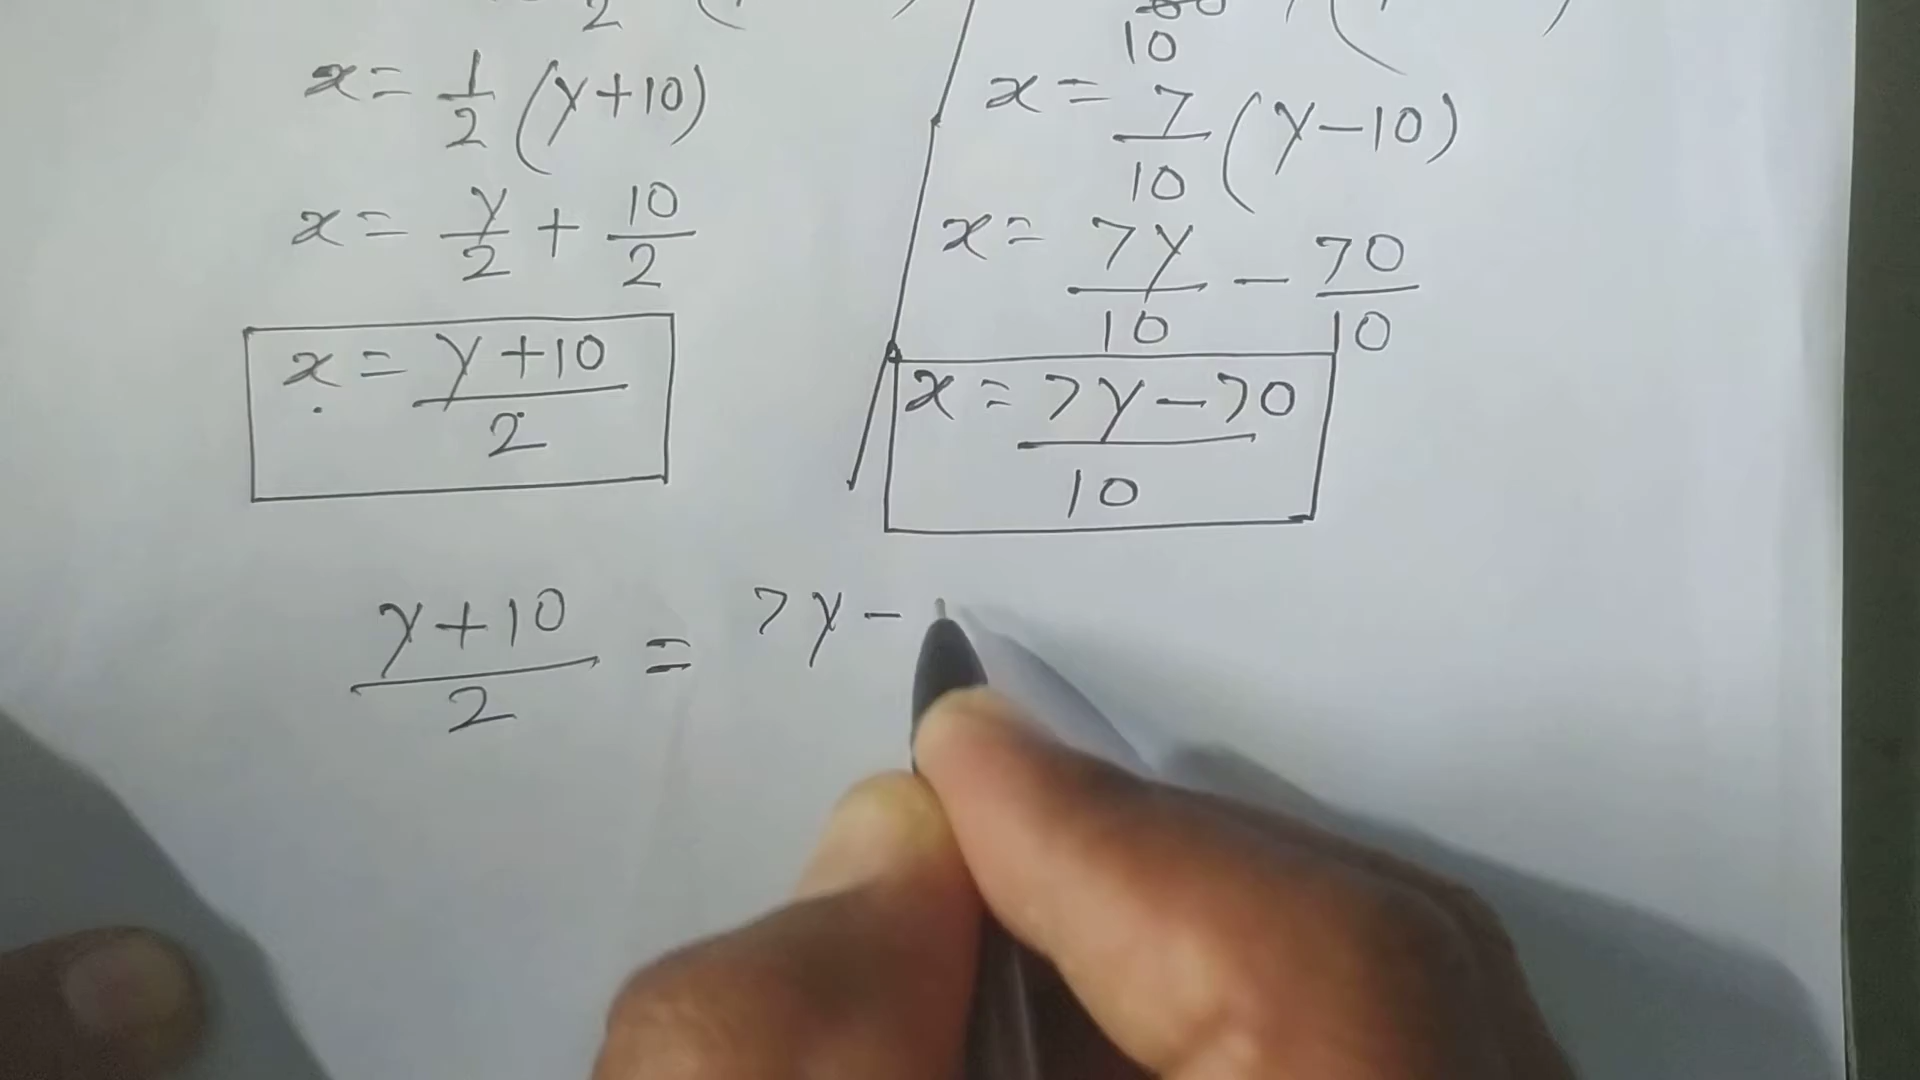 x = 1/2 (y+10)
x = y/2 + 10/2
x = y+10/2
10
x = 7/10 (y-10)
x = 7y/10 - 70/10
x = 7y-70/10
y+10/2 = 7y -